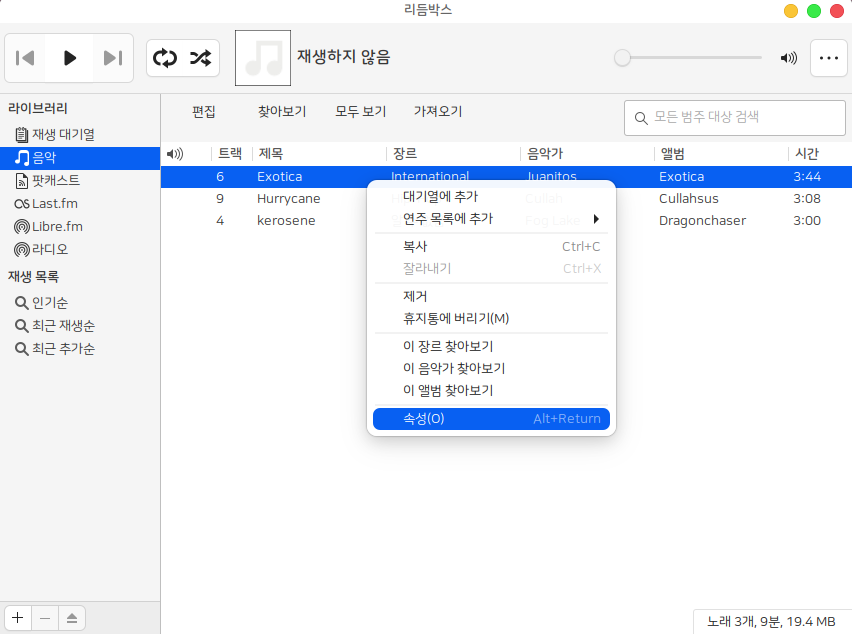 리듬박스
재생하지 않음
라이브러리
재생 대기열
음악
팟캐스트
Last.fm
Libre.fm
라디오
재생 목록
인기순
최근 재생순
최근 추가순
편집 찾아보기 모두 보기 가져오기
모든 범주 대상 검색
트랙 제목 장르 음악가 앨범 시간
6 Exotica International Juanitos Exotica 3:44
9 Hurrycane Cullah Cullahsus 3:08
4 kerosene Fog Lake Dragonchaser 3:00
대기열에 추가
연주 목록에 추가
복사 Ctrl+C
잘라내기 Ctrl+X
제거
휴지통에 버리기(M)
이 장르 찾아보기
이 음악가 찾아보기
이 앨범 찾아보기
속성(O) Alt+Return
노래 3개, 9분, 19.4 MB